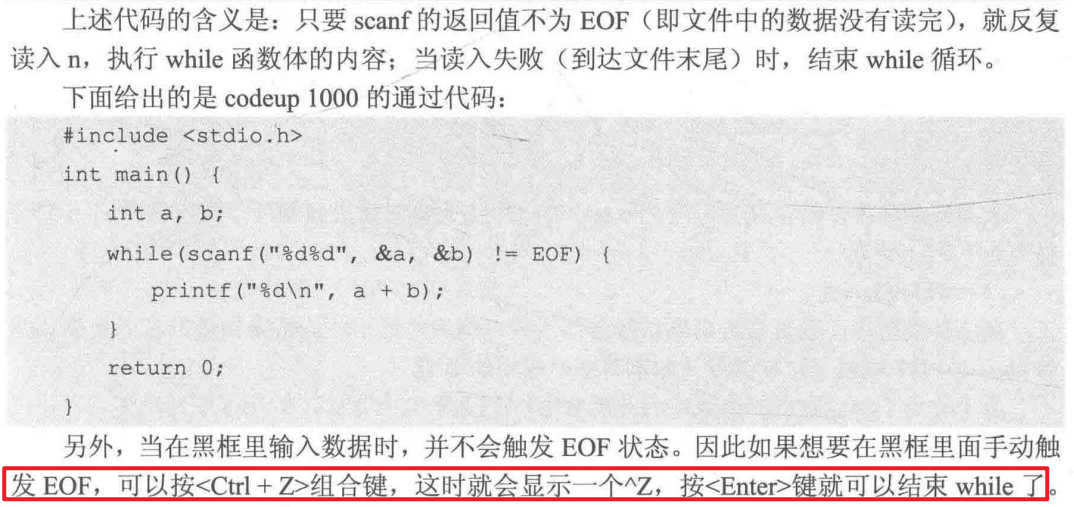 上述代码的含义是：只要 scanf 的返回值不为 EOF（即文件中的数据没有读完），就反复
读入 n，执行 while 函数体的内容；当读入失败（到达文件末尾）时，结束 while 循环。
下面给出的是 codeup 1000 的通过代码：
#include <stdio.h>
int main() {
int a, b;
while(scanf("%d%d", &a, &b) != EOF) {
printf("%d\n", a + b);
}
return 0;
}
另外，当在黑框里输入数据时，并不会触发 EOF 状态。因此如果想要在黑框里面手动触
发 EOF，可以按<Ctrl + Z>组合键，这时就会显示一个^Z，按<Enter>键就可以结束 while 了。